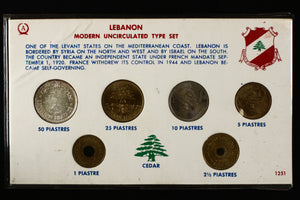 LEBANON
MODERN UNCIRCULATED TYPE SET
ONE OF THE LEVANT STATES ON THE MEDITERRANEAN COAST. LEBANON IS
BORDERED BY SYRIA ON THE NORTH AND WEST AND BY ISRAEL ON THE SOUTH.
THE COUNTRY BECAME AN INDEPENDENT STATE UNDER FRENCH MANDATE SEP-
TEMBER 1, 1920. FRANCE WITHDREW ITS CONTROL IN 1944 AND LEBANON BE-
CAME SELF-GOVERNING.
50 PIASTRES
25 PIASTRES
10 PIASTRES
5 PIASTRES
1 PIASTRE
CEDAR
2½ PIASTRES
1251